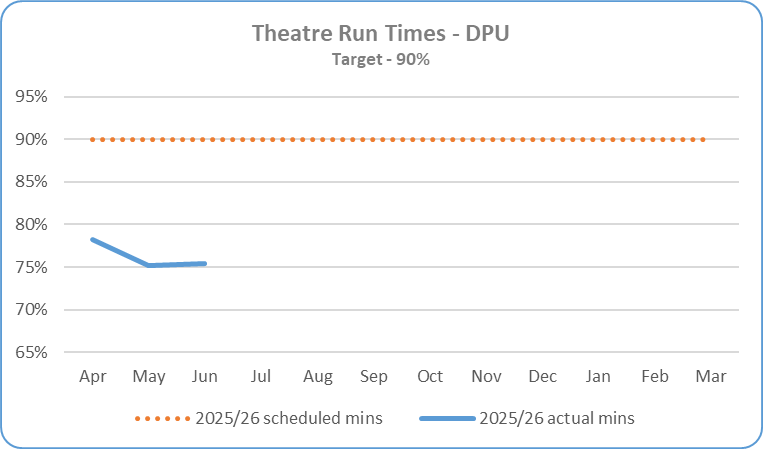 Theatre Run Times - DPU
Target - 90%
95%
90%
85%
80%
75%
70%
65%
Apr May Jun Jul Aug Sep Oct Nov Dec Jan Feb Mar
2025/26 scheduled mins 2025/26 actual mins